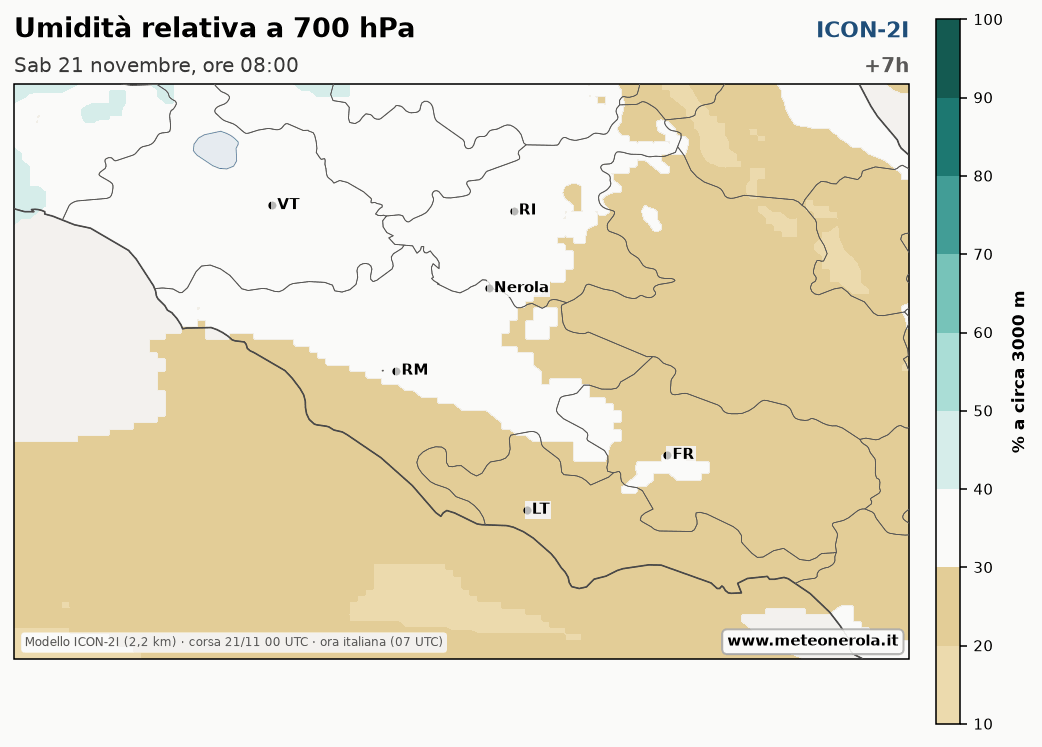 Umidità relativa a 700 hPa
ICON-2I
Sab 21 novembre, ore 08:00
+7h
100
90
80
70
60
50
40
30
20
10
% a circa 3000 m
VT
RI
Nerola
RM
FR
LT
Modello ICON-2I (2,2 km) · corsa 21/11 00 UTC · ora italiana (07 UTC)
www.meteonerola.it